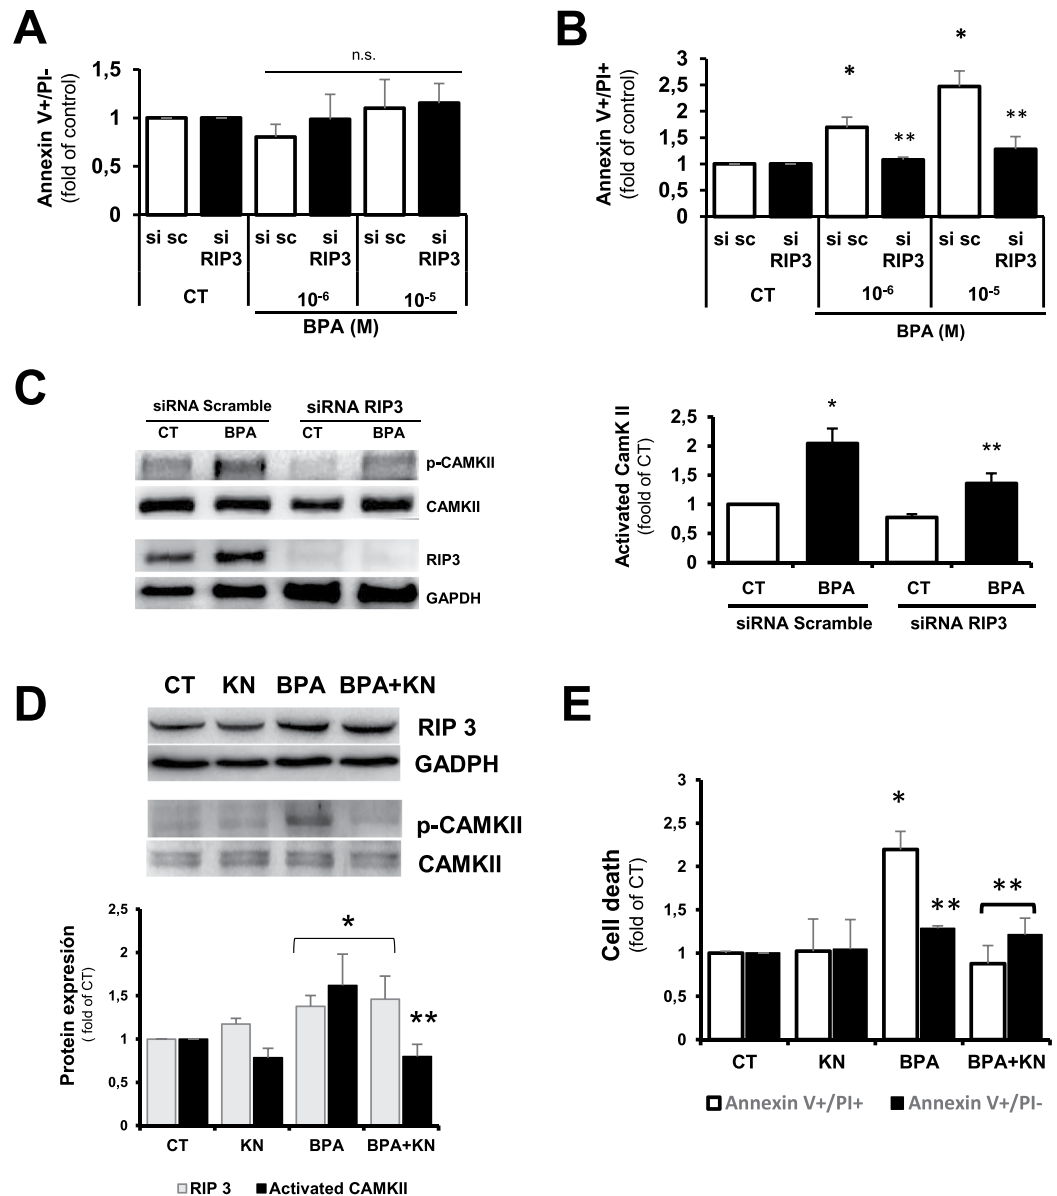 A
n.s.
Annexin V+/PI-
(fold of control)
1,5
1
0,5
0
si sc
si RIP3
si sc
si RIP3
si sc
si RIP3
CT
10-6
10-5
BPA (M)
B
*
*
**
**
Annexin V+/PI+
(fold of control)
3
2,5
2
1,5
1
0,5
0
si sc
si RIP3
si sc
si RIP3
si sc
si RIP3
CT
10-6
10-5
BPA (M)
C
siRNA Scramble
siRNA RIP3
CT
BPA
CT
BPA
p-CAMKII
CAMKII
RIP3
GAPDH
Activated CamK II
(foold of CT)
2,5
2
1,5
1
0,5
0
*
**
CT
BPA
CT
BPA
siRNA Scramble
siRNA RIP3
D
CT
KN
BPA
BPA+KN
RIP 3
GADPH
p-CAMKII
CAMKII
Protein expresión
( fold of CT)
2,5
2
1,5
1
0,5
0
*
**
CT
KN
BPA
BPA+KN
RIP 3
Activated CAMKII
E
Cell death
(fold of CT)
3
2,5
2
1,5
1
0,5
0
*
**
**
CT
KN
BPA
BPA+KN
Annexin V+/PI+
Annexin V+/PI-